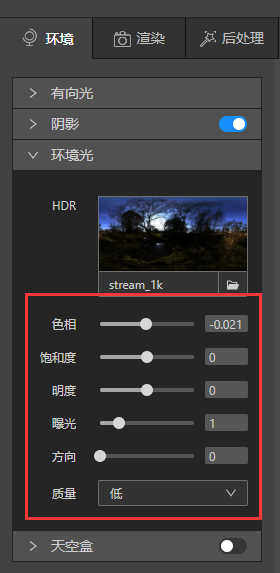 环境 渲染 后处理
有向光
阴影
环境光
HDR
stream_1k
色相 -0.021
饱和度 0
明度 0
曝光 1
方向 0
质量 低
天空盒